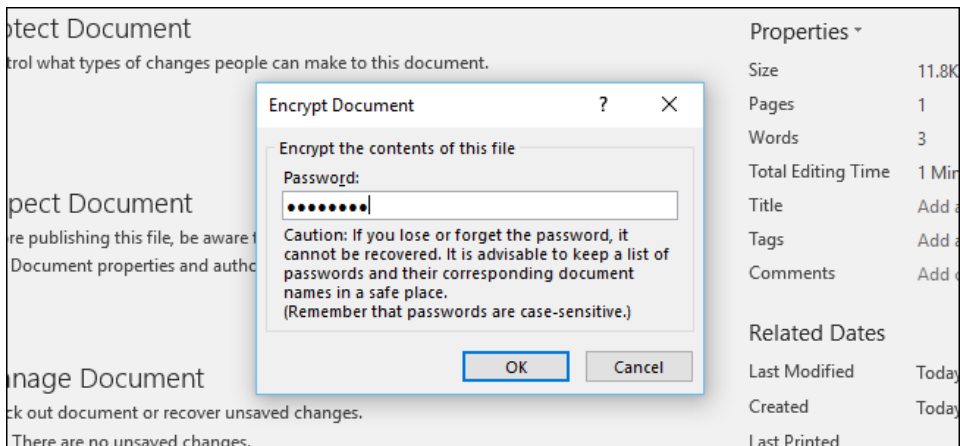 otect Document
trol what types of changes people can make to this document.
pect Document
re publishing this file, be aware t
Document properties and autho
anage Document
ck out document or recover unsaved changes.
There are no unsaved changes.
Encrypt Document ?
Encrypt the contents of this file
Password:
••••••••
Caution: If you lose or forget the password, it
cannot be recovered. It is advisable to keep a list of
passwords and their corresponding document
names in a safe place.
(Remember that passwords are case-sensitive.)
OK Cancel
Properties
Size 11.8K
Pages 1
Words 3
Total Editing Time 1 Min
Title Add a
Tags Add a
Comments Add c
Related Dates
Last Modified Today
Created Today
Last Printed